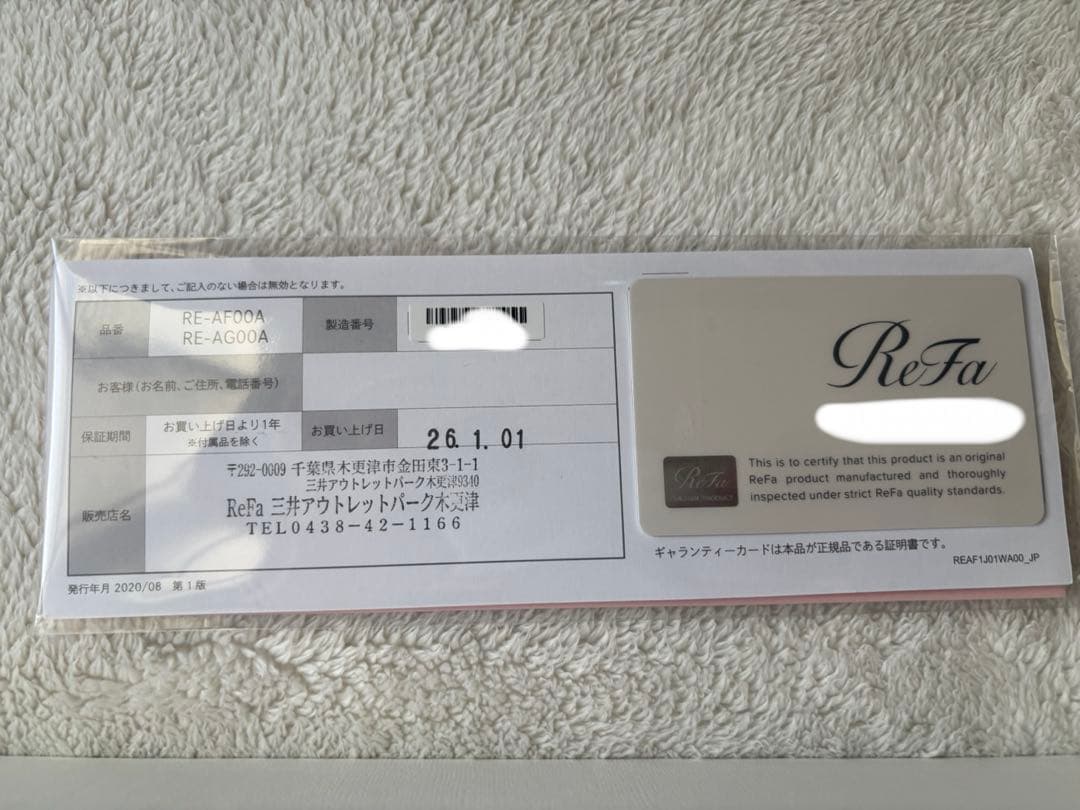 ※以下につきまして、ご記入のない場合は無効となります。
品番
RE-AF00A
RE-AG00A
製造番号
お客様(お名前、ご住所、電話番号)
保証期間
お買い上げ日より1年
※付属品を除く
お買い上げ日
26.1.01
販売店名
〒292-0009 千葉県木更津市金田東3-1-1
三井アウトレットパーク木更津9340
ReFa 三井アウトレットパーク木更津
TEL0438-42-1166
発行年月 2020/08 第1版
ReFa
ReFa
This is to certify that this product is an original
ReFa product manufactured and thoroughly
inspected under strict ReFa quality standards.
ギャランティーカードは本品が正規品である証明書です。
REAF1J01WA00_JP